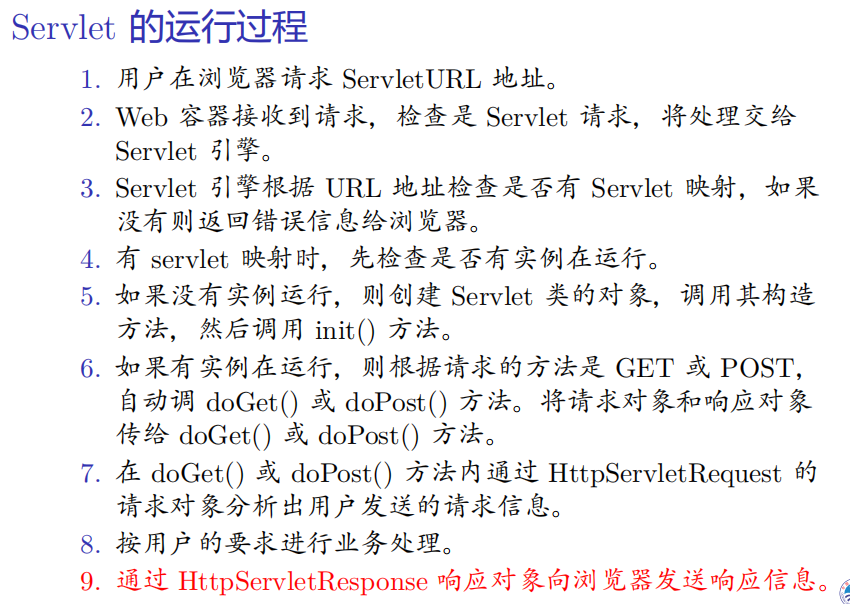 Servlet 的运行过程
1. 用户在浏览器请求 ServletURL 地址。
2. Web 容器接收到请求，检查是 Servlet 请求，将处理交给
Servlet 引擎。
3. Servlet 引擎根据 URL 地址检查是否有 Servlet 映射，如果
没有则返回错误信息给浏览器。
4. 有 servlet 映射时，先检查是否有实例在运行。
5. 如果没有实例运行，则创建 Servlet 类的对象，调用其构造
方法，然后调用 init() 方法。
6. 如果有实例在运行，则根据请求的方法是 GET 或 POST，
自动调 doGet() 或 doPost() 方法。将请求对象和响应对象
传给 doGet() 或 doPost() 方法。
7. 在 doGet() 或 doPost() 方法内通过 HttpServletRequest 的
请求对象分析出用户发送的请求信息。
8. 按用户的要求进行业务处理。
9. 通过 HttpServletResponse 响应对象向浏览器发送响应信息。